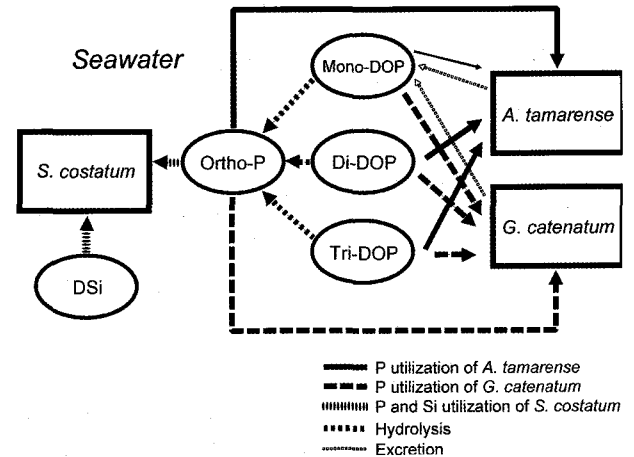 Seawater
Mono-DOP
A. tamarense
S. costatum
Ortho-P
Di-DOP
G. catenatum
Tri-DOP
DSi
P utilization of A. tamarense
P utilization of G. catenatum
P and Si utilization of S. costatum
Hydrolysis
Excretion